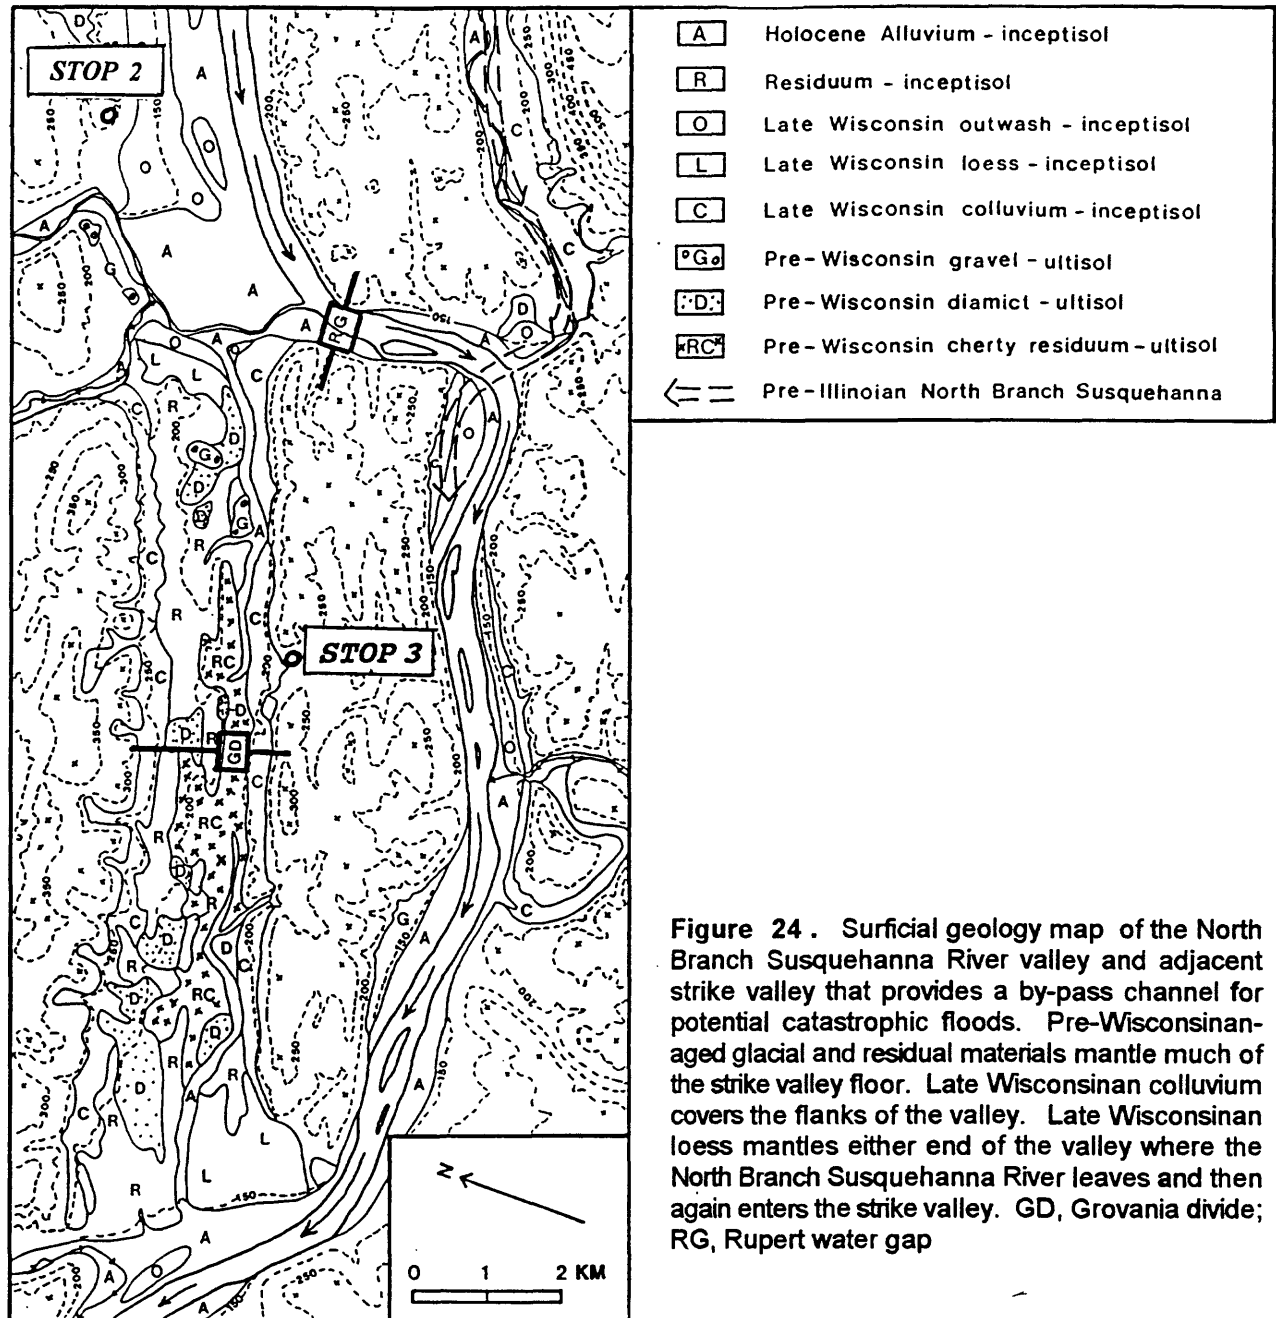 STOP 2
STOP 3
RG
GD
N
0 1 2 KM
A Holocene Alluvium - inceptisol
R Residuum - inceptisol
O Late Wisconsin outwash - inceptisol
L Late Wisconsin loess - inceptisol
C Late Wisconsin colluvium - inceptisol
G Pre-Wisconsin gravel - ultisol
D Pre-Wisconsin diamict - ultisol
RC Pre-Wisconsin cherty residuum - ultisol
Pre-Illinoian North Branch Susquehanna
Figure 24. Surficial geology map of the North
Branch Susquehanna River valley and adjacent
strike valley that provides a by-pass channel for
potential catastrophic floods. Pre-Wisconsinan-
aged glacial and residual materials mantle much of
the strike valley floor. Late Wisconsinan colluvium
covers the flanks of the valley. Late Wisconsinan
loess mantles either end of the valley where the
North Branch Susquehanna River leaves and then
again enters the strike valley. GD, Grovania divide;
RG, Rupert water gap